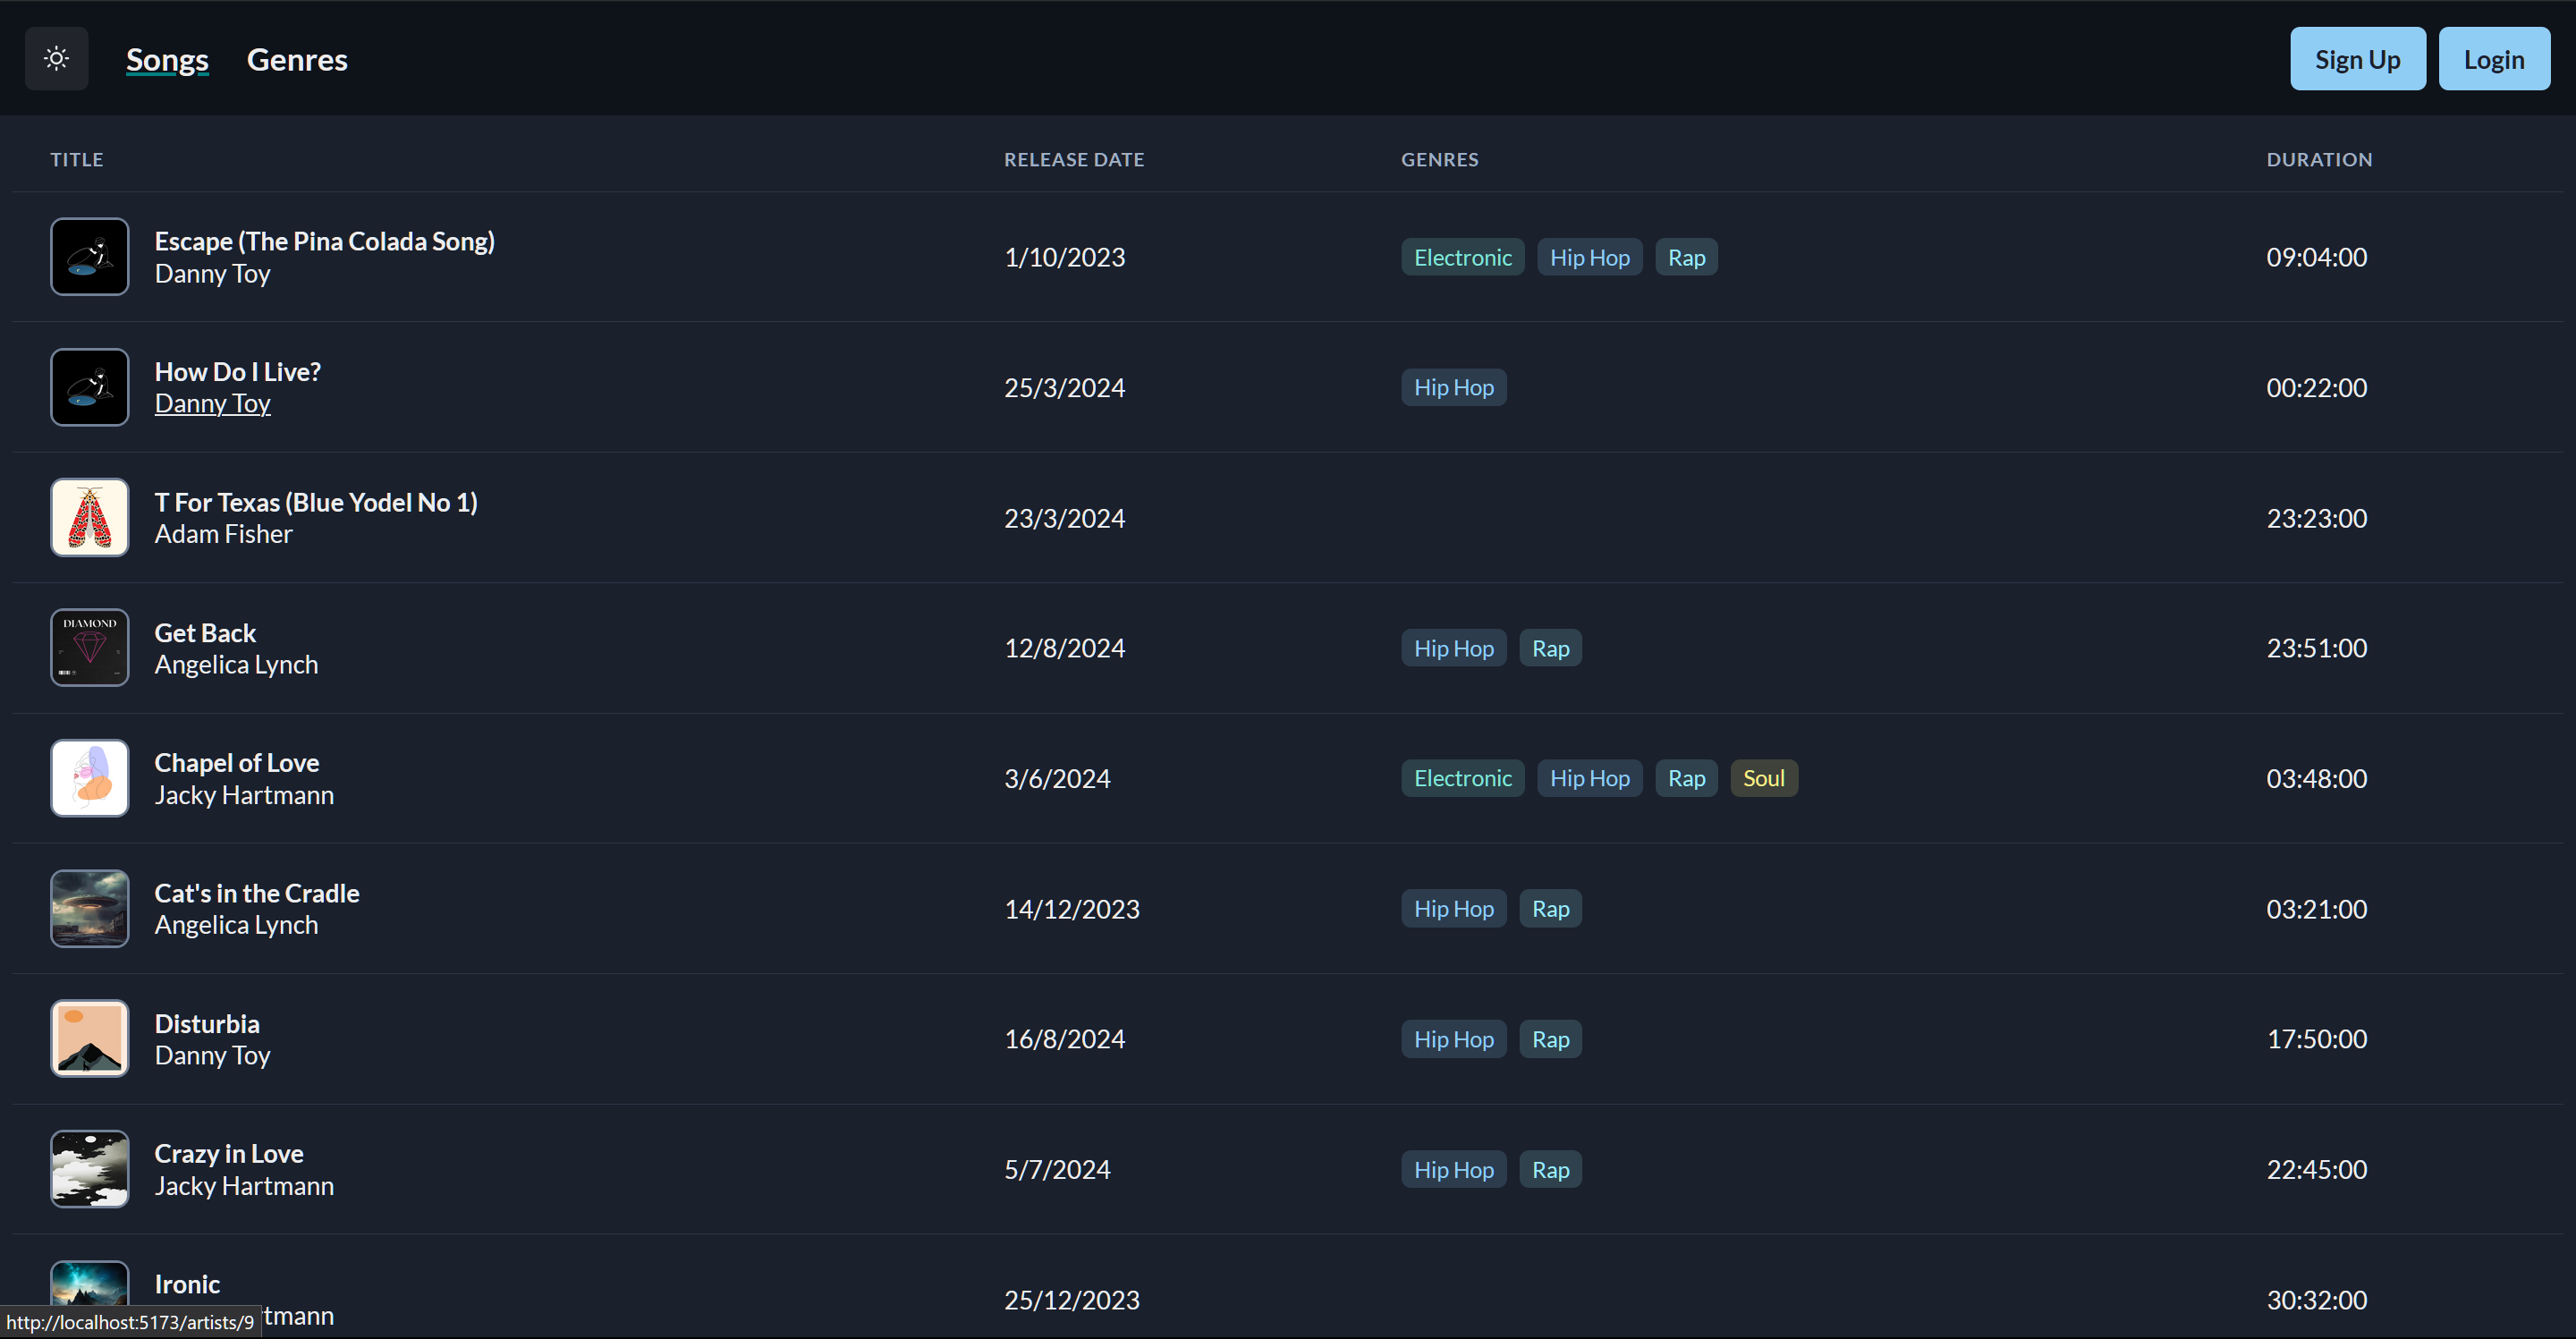 Songs Genres Sign Up Login
TITLE RELEASE DATE GENRES DURATION
Escape (The Pina Colada Song)
Danny Toy
1/10/2023 Electronic Hip Hop Rap 09:04:00
How Do I Live?
Danny Toy
25/3/2024 Hip Hop 00:22:00
T For Texas (Blue Yodel No 1)
Adam Fisher
23/3/2024 23:23:00
DIAMOND
Get Back
Angelica Lynch
12/8/2024 Hip Hop Rap 23:51:00
Chapel of Love
Jacky Hartmann
3/6/2024 Electronic Hip Hop Rap Soul 03:48:00
Cat's in the Cradle
Angelica Lynch
14/12/2023 Hip Hop Rap 03:21:00
Disturbia
Danny Toy
16/8/2024 Hip Hop Rap 17:50:00
Crazy in Love
Jacky Hartmann
5/7/2024 Hip Hop Rap 22:45:00
Ironic
tmann
25/12/2023 30:32:00
http://localhost:5173/artists/9